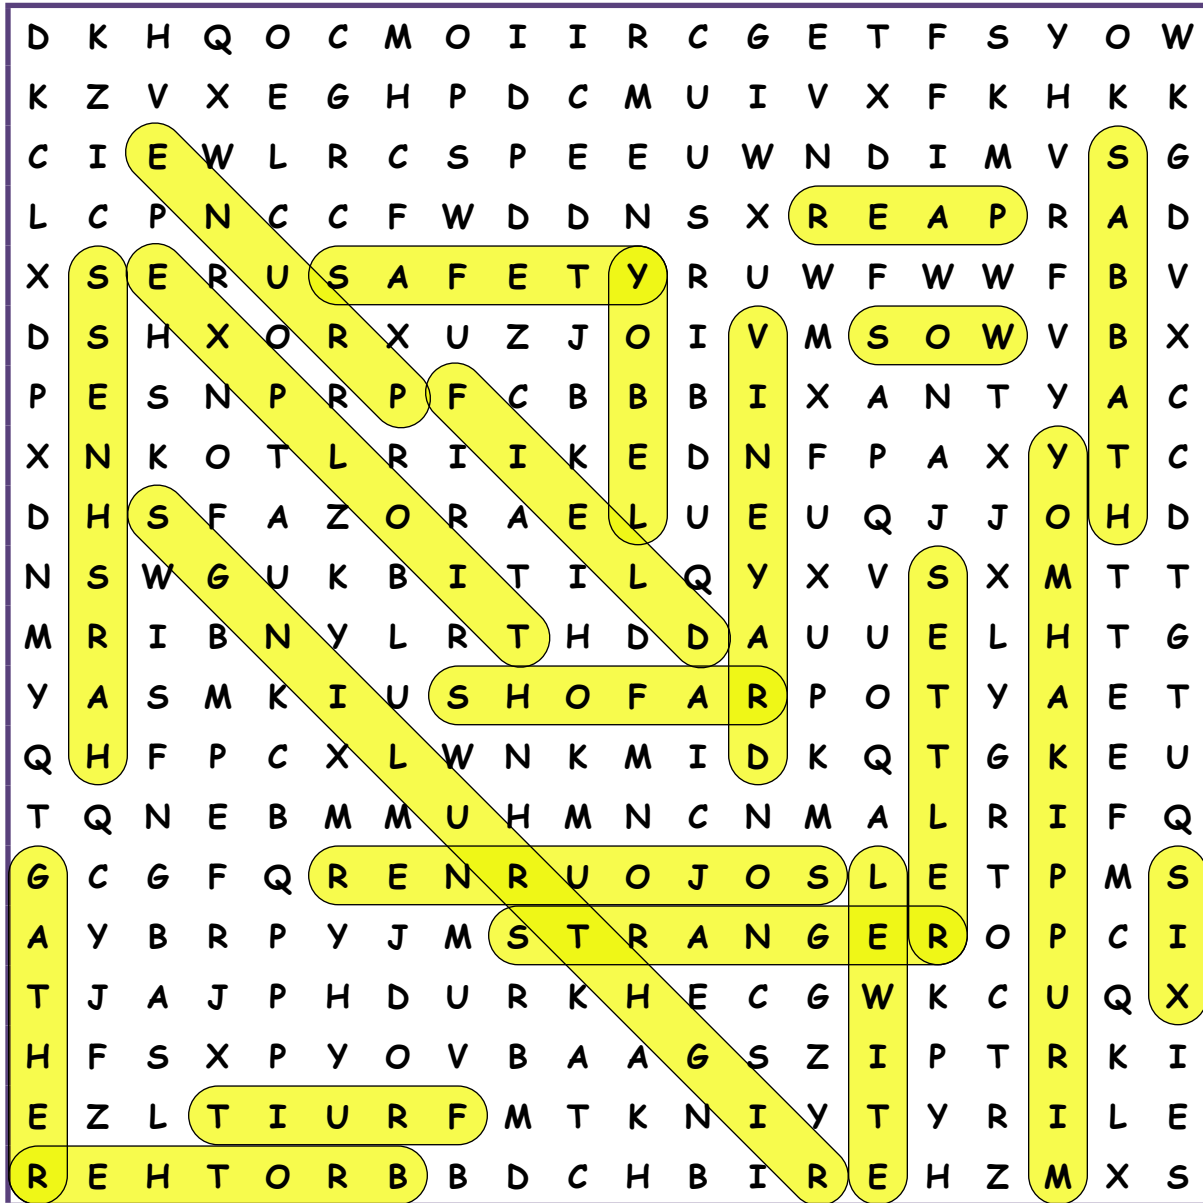 D K H Q O C M O I I R C G E T F S Y O W
K Z V X E G H P D C M U I V X F K H K K
C I E W L R C S P E E U W N D I M V S G
L C P N C C F W D D N S X R E A P R A D
X S E R U S A F E T Y R U W F W W F B V
D S H X O R X U Z J O I V M S O W V B X
P E S N P R P F C B B B I X A N T Y A C
X N K O T L R I I K E D N F P A X Y T C
D H S F A Z O R A E L U E U Q J J O H D
N S W G U K B I T I L Q Y X V S X M T T
M R I B N Y L R T H D D A U U E L H T G
Y A S M K I U S H O F A R P O T Y A E T
Q H F P C X L W N K M I D K Q T G K E U
T Q N E B M M U H M N C N M A L R I F Q
G C G F Q R E N R U O J O S L E T P M S
A Y B R P Y J M S T R A N G E R O P C I
T J A J P H D U R K H E C G W K C U Q X
H F S X P Y O V B A A G S Z I P T R K I
E Z L T I U R F M T K N I Y T Y R I L E
R E H T O R B B D C H B I R E H Z M X S